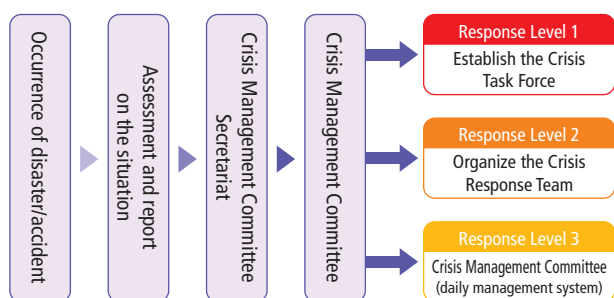 Occurrence of disaster/accident
Assessment and report
on the situation
Crisis Management Committee
Secretariat
Crisis Management Committee
Response Level 1
Establish the Crisis
Task Force
Response Level 2
Organize the Crisis
Response Team
Response Level 3
Crisis Management Committee
(daily management system)